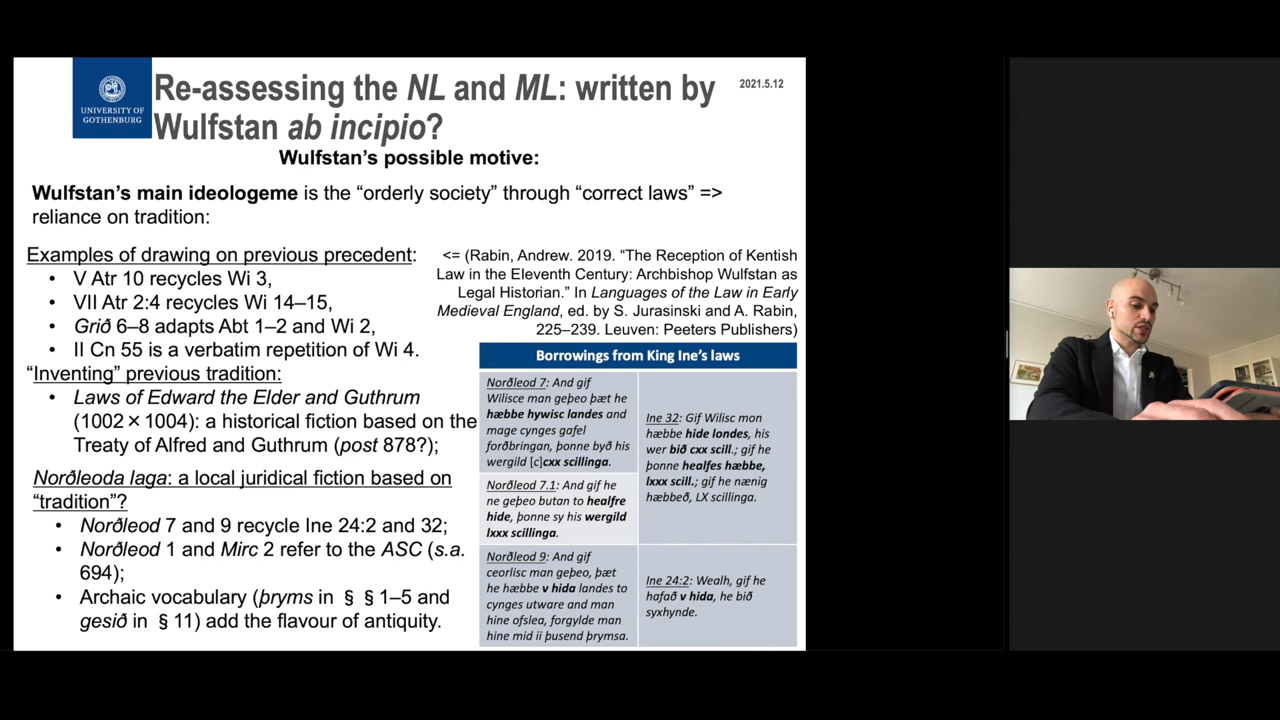 UNIVERSITY OF
GOTHENBURG
Re-assessing the NL and ML: written by
Wulfstan ab incipio?
2021.5.12
Wulfstan’s possible motive:
Wulfstan’s main ideologeme is the “orderly society” through “correct laws” =>
reliance on tradition:
Examples of drawing on previous precedent:
• V Atr 10 recycles Wi 3,
• VII Atr 2:4 recycles Wi 14–15,
• Grið 6–8 adapts Abt 1–2 and Wi 2,
• II Cn 55 is a verbatim repetition of Wi 4.
“Inventing” previous tradition:
• Laws of Edward the Elder and Guthrum
(1002 × 1004): a historical fiction based on the
Treaty of Alfred and Guthrum (post 878?);
Norðleoda laga: a local juridical fiction based on
“tradition”?
• Norðleod 7 and 9 recycle Ine 24:2 and 32;
• Norðleod 1 and Mirc 2 refer to the ASC (s.a.
694);
• Archaic vocabulary (þryms in § §1–5 and
gesið in §11) add the flavour of antiquity.
<= (Rabin, Andrew. 2019. “The Reception of Kentish
Law in the Eleventh Century: Archbishop Wulfstan as
Legal Historian.” In Languages of the Law in Early
Medieval England, ed. by S. Jurasinski and A. Rabin,
225–239. Leuven: Peeters Publishers)
Borrowings from King Ine’s laws
Norðleod 7: And gif
Wilisce man geþeo þæt he
hæbbe hywisc landes and
mage cynges gafel
forðbringan, þonne byð his
wergild [c]cxx scillinga.
Ine 32: Gif Wilisc mon
hæbbe hide londes, his
wer bið cxx scill.; gif he
þonne healfes hæbbe,
lxxx scill.; gif he nænig
hæbbeð, LX scillinga.
Norðleod 7.1: And gif he
ne geþeo butan to healfre
hide, þonne sy his wergild
lxxx scillinga.
Norðleod 9: And gif
ceorlisc man geþeo, þæt
he hæbbe v hida landes to
cynges utware and man
hine ofslea, forgylde man
hine mid ii þusend þrymsa.
Ine 24:2: Wealh, gif he
hafað v hida, he bið
syxhynde.